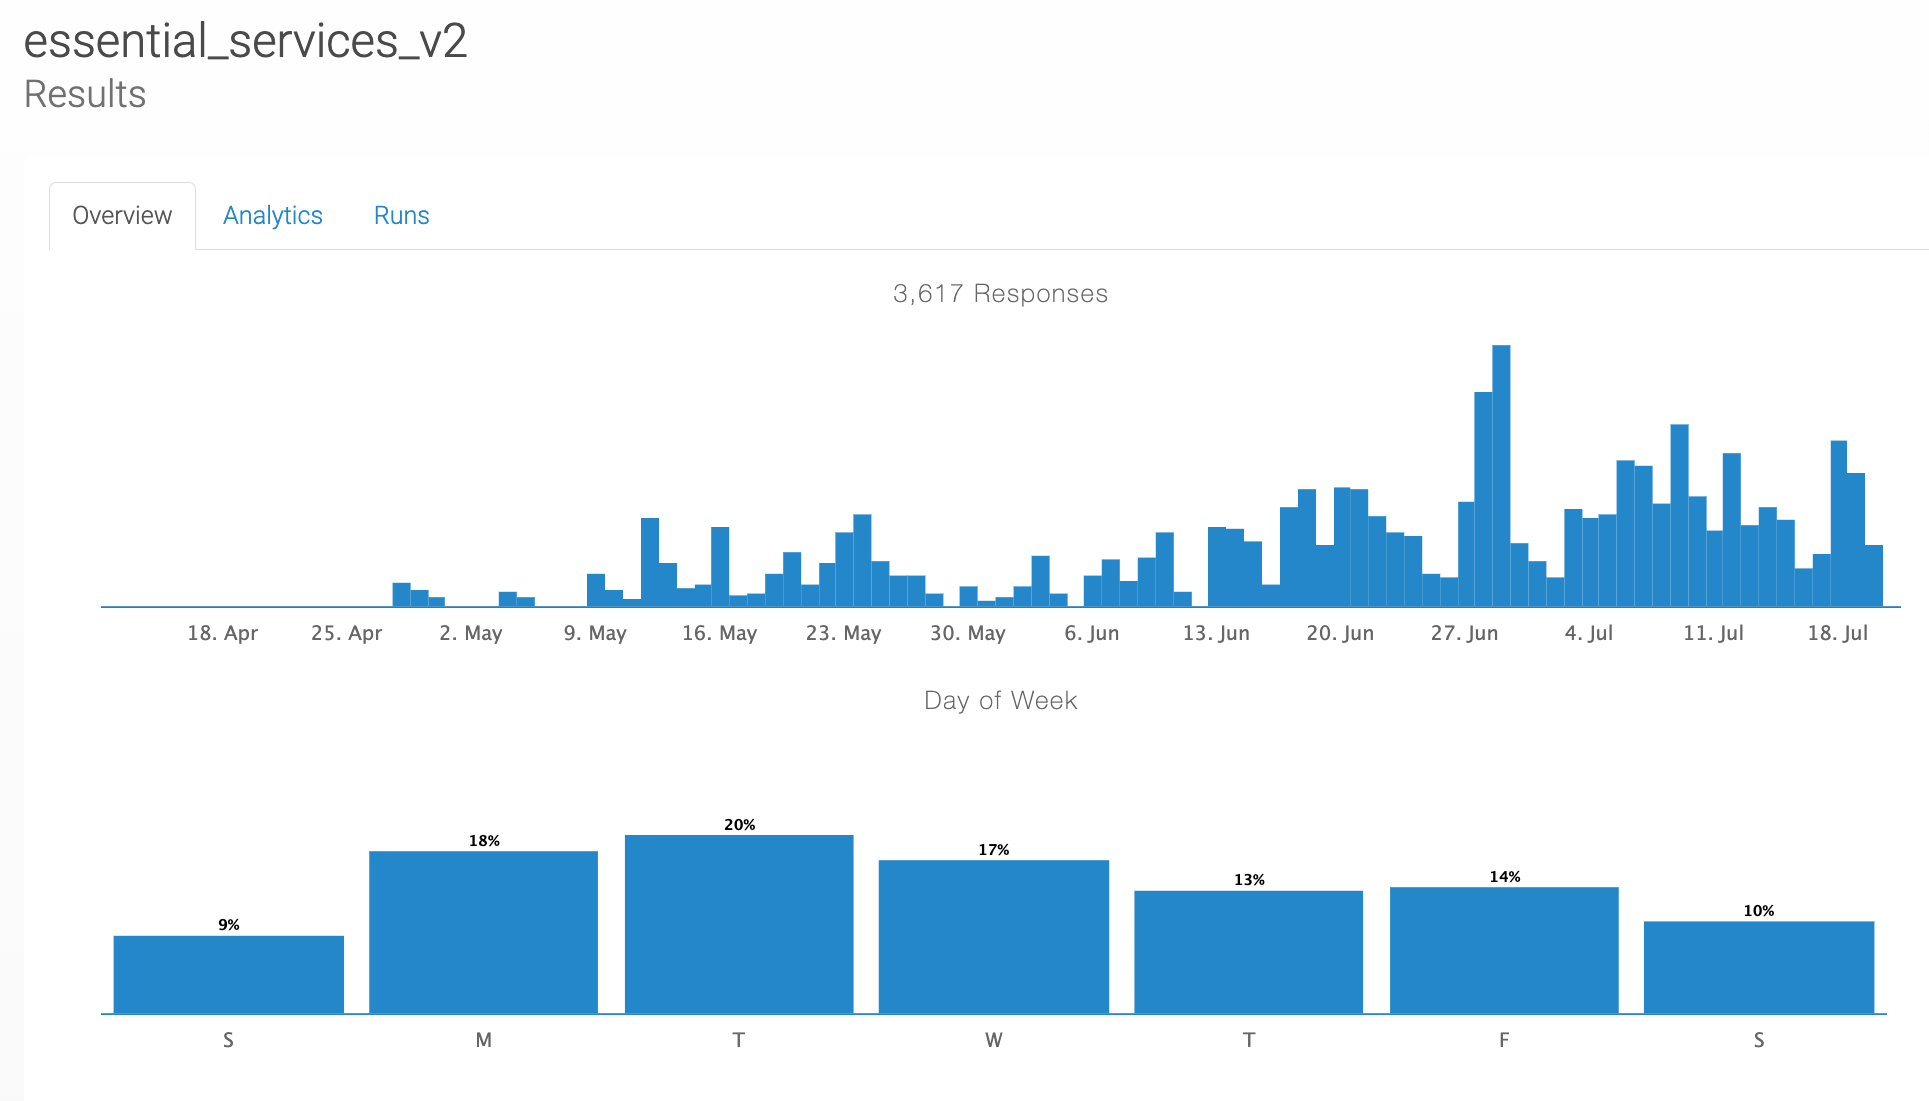 essential_services_v2
Results
Overview Analytics Runs
3,617 Responses
18. Apr 25. Apr 2. May 9. May 16. May 23. May 30. May 6. Jun 13. Jun 20. Jun 27. Jun 4. Jul 11. Jul 18. Jul
Day of Week
9% 18% 20% 17% 13% 14% 10%
S M T W T F S